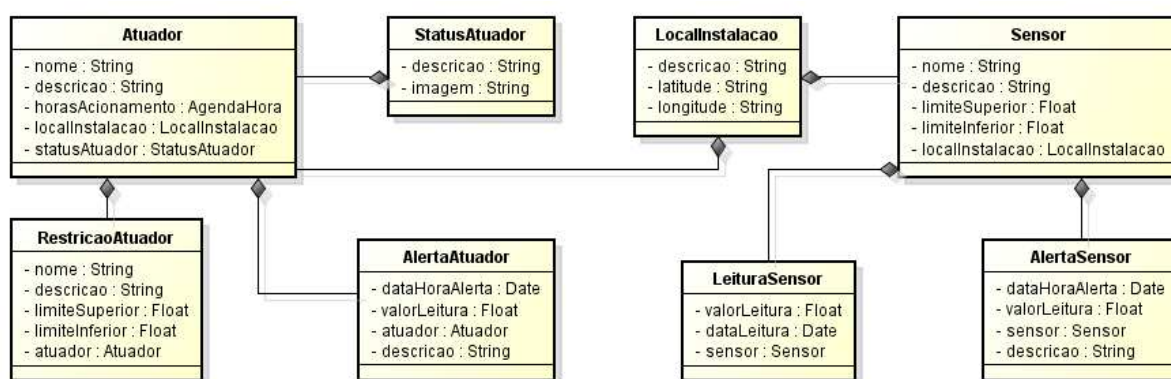 Atuador
- nome : String
- descricao : String
- horasAcionamento : AgendaHora
- localInstalacao : LocalInstalacao
- statusAtuador : StatusAtuador
StatusAtuador
- descricao : String
- imagem : String
LocalInstalacao
- descricao : String
- latitude : String
- longitude : String
Sensor
- nome : String
- descricao : String
- limiteSuperior : Float
- limiteInferior : Float
- localInstalacao : LocalInstalacao
RestricaoAtuador
- nome : String
- descricao : String
- limiteSuperior : Float
- limiteInferior : Float
- atuador : Atuador
AlertaAtuador
- dataHoraAlerta : Date
- valorLeitura : Float
- atuador : Atuador
- descricao : String
LeituraSensor
- valorLeitura : Float
- dataLeitura : Date
- sensor : Sensor
AlertaSensor
- dataHoraAlerta : Date
- valorLeitura : Float
- sensor : Sensor
- descricao : String